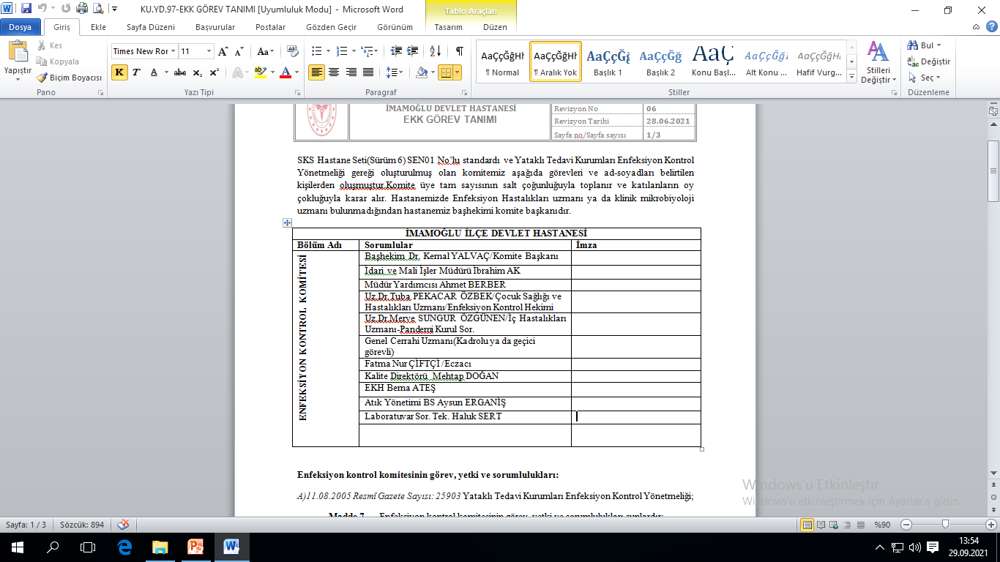 KU.YD.97-EKK GÖREV TANIMI [Uyumluluk Modu] - Microsoft Word
Tablo Araçları
Dosya Giriş Ekle Sayfa Düzeni Başvurular Postalar Gözden Geçir Görünüm Tasarım Düzen
Yapıştır
Kes
Kopyala
Biçim Boyacısı
Pano
Times New Ror 11
Yazı Tipi
Paragraf
AaÇçĞğHł AaÇçĞğHł AaÇçĞğ AaÇçĞğ AaÇ AaÇçĞğI AaÇçĞğHł
¶ Normal ¶ Aralık Yok Başlık 1 Başlık 2 Konu Başl... Alt Konu ... Hafif Vurg...
Stilleri Değiştir
Stiller
Bul
Değiştir
Seç
Düzenleme
İMAMOĞLU DEVLET HASTANESİ
EKK GÖREV TANIMI
Revizyon No 06
Revizyon Tarihi 28.06.2021
Sayfa no/Sayfa sayısı 1/3
SKS Hastane Seti(Sürüm 6) SEN01 No’lu standardı ve Yataklı Tedavi Kurumları Enfeksiyon Kontrol
Yönetmeliği gereği oluşturulmuş olan komitemiz aşağıda görevleri ve ad-soyadları belirtilen
kişilerden oluşmuştur.Komite, üye tam sayısının salt çoğunluğuyla toplanır ve katılanların oy
çokluğuyla karar alır. Hastanemizde Enfeksiyon Hastalıkları uzmanı ya da klinik mikrobiyoloji
uzmanı bulunmadığından hastanemiz başhekimi komite başkanıdır.
İMAMOĞLU İLÇE DEVLET HASTANESİ
Bölüm Adı Sorumlular İmza
ENFEKSİYON KONTROL KOMİTESİ
Başhekim Dr. Kemal YALVAÇ/Komite Başkanı
İdari ve Mali İşler Müdürü İbrahim AK
Müdür Yardımcısı Ahmet BERBER
Uz.Dr.Tuba PEKACAR ÖZBEK/Çocuk Sağlığı ve
Hastalıkları Uzmanı/Enfeksiyon Kontrol Hekimi
Uz.Dr.Merve SUNGUR ÖZGÜNEN/İç Hastalıkları
Uzmanı-Pandemi Kurul Sor.
Genel Cerrahi Uzmanı(Kadrolu ya da geçici
görevli)
Fatma Nur ÇİFTÇİ /Eczacı
Kalite Direktörü Mehtap DOĞAN
EKH Berna ATEŞ
Atık Yönetimi BS Aysun ERGANİŞ
Laboratuvar Sor. Tek. Haluk SERT
Enfeksiyon kontrol komitesinin görev, yetki ve sorumlulukları:
A)11.08.2005 Resmî Gazete Sayısı: 25903 Yataklı Tedavi Kurumları Enfeksiyon Kontrol Yönetmeliği;
Madde 7 — Enfeksiyon kontrol komitesinin görev, yetki ve sorumlulukları şunlardır:
Windows'u Etkinleştir
Windows'u etkinleştirmek için Ayarlar'a gidin.
Sayfa: 1 / 3 Sözcük: 894 %90
13:54
29.09.2021